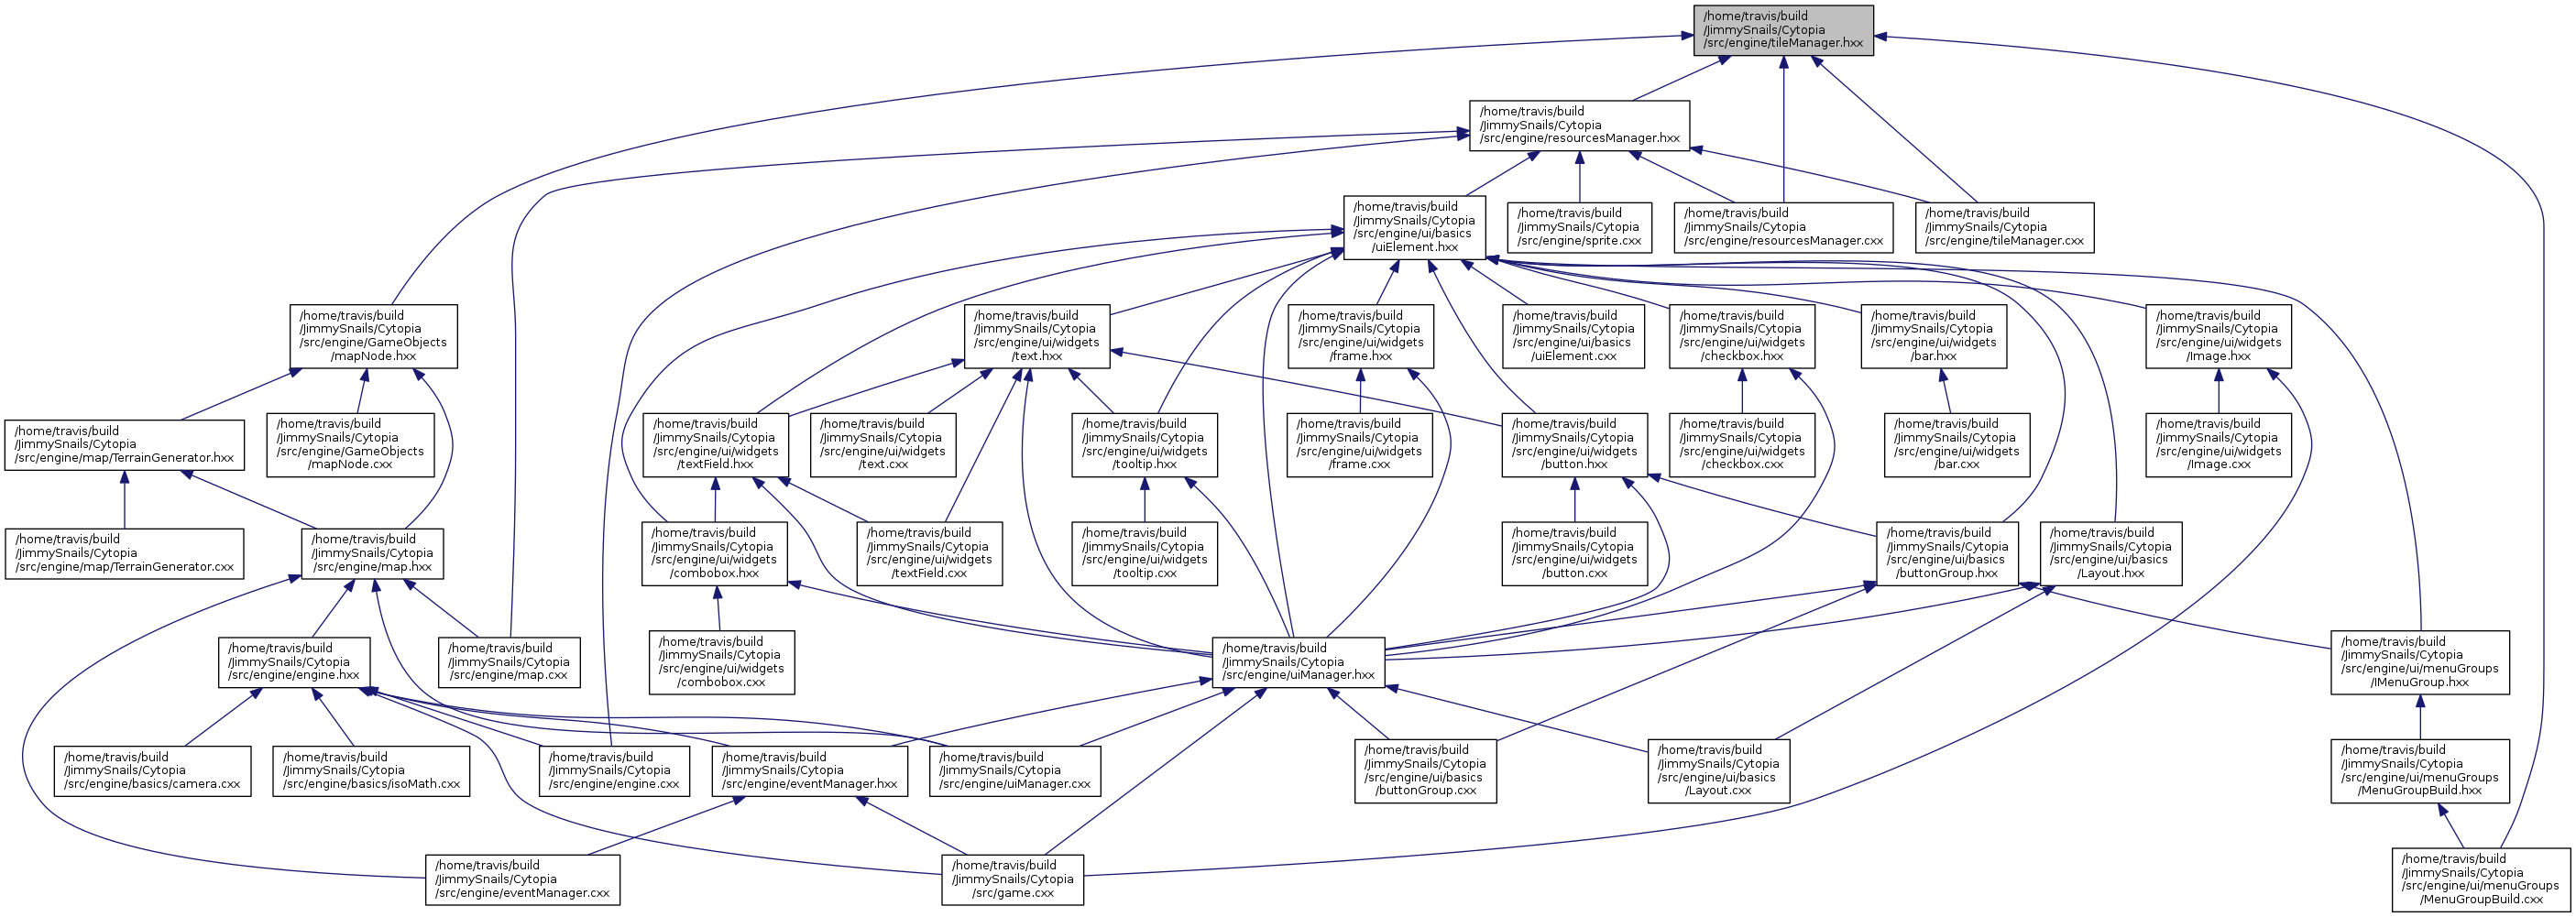 /home/travis/build
/JimmySnails/Cytopia
/src/engine/tileManager.hxx
/home/travis/build
/JimmySnails/Cytopia
/src/engine/resourcesManager.hxx
/home/travis/build
/JimmySnails/Cytopia
/src/engine/ui/basics
/uiElement.hxx
/home/travis/build
/JimmySnails/Cytopia
/src/engine/sprite.cxx
/home/travis/build
/JimmySnails/Cytopia
/src/engine/resourcesManager.cxx
/home/travis/build
/JimmySnails/Cytopia
/src/engine/tileManager.cxx
/home/travis/build
/JimmySnails/Cytopia
/src/engine/GameObjects
/mapNode.hxx
/home/travis/build
/JimmySnails/Cytopia
/src/engine/ui/widgets
/text.hxx
/home/travis/build
/JimmySnails/Cytopia
/src/engine/ui/widgets
/frame.hxx
/home/travis/build
/JimmySnails/Cytopia
/src/engine/ui/basics
/uiElement.cxx
/home/travis/build
/JimmySnails/Cytopia
/src/engine/ui/widgets
/checkbox.hxx
/home/travis/build
/JimmySnails/Cytopia
/src/engine/ui/widgets
/bar.hxx
/home/travis/build
/JimmySnails/Cytopia
/src/engine/ui/widgets
/Image.hxx
/home/travis/build
/JimmySnails/Cytopia
/src/engine/map/TerrainGenerator.hxx
/home/travis/build
/JimmySnails/Cytopia
/src/engine/GameObjects
/mapNode.cxx
/home/travis/build
/JimmySnails/Cytopia
/src/engine/ui/widgets
/textField.hxx
/home/travis/build
/JimmySnails/Cytopia
/src/engine/ui/widgets
/text.cxx
/home/travis/build
/JimmySnails/Cytopia
/src/engine/ui/widgets
/tooltip.hxx
/home/travis/build
/JimmySnails/Cytopia
/src/engine/ui/widgets
/frame.cxx
/home/travis/build
/JimmySnails/Cytopia
/src/engine/ui/widgets
/button.hxx
/home/travis/build
/JimmySnails/Cytopia
/src/engine/ui/widgets
/checkbox.cxx
/home/travis/build
/JimmySnails/Cytopia
/src/engine/ui/widgets
/bar.cxx
/home/travis/build
/JimmySnails/Cytopia
/src/engine/ui/widgets
/Image.cxx
/home/travis/build
/JimmySnails/Cytopia
/src/engine/map/TerrainGenerator.cxx
/home/travis/build
/JimmySnails/Cytopia
/src/engine/map.hxx
/home/travis/build
/JimmySnails/Cytopia
/src/engine/ui/widgets
/combobox.hxx
/home/travis/build
/JimmySnails/Cytopia
/src/engine/ui/widgets
/textField.cxx
/home/travis/build
/JimmySnails/Cytopia
/src/engine/ui/widgets
/tooltip.cxx
/home/travis/build
/JimmySnails/Cytopia
/src/engine/ui/widgets
/button.cxx
/home/travis/build
/JimmySnails/Cytopia
/src/engine/ui/basics
/buttonGroup.hxx
/home/travis/build
/JimmySnails/Cytopia
/src/engine/ui/basics
/Layout.hxx
/home/travis/build
/JimmySnails/Cytopia
/src/engine/engine.hxx
/home/travis/build
/JimmySnails/Cytopia
/src/engine/map.cxx
/home/travis/build
/JimmySnails/Cytopia
/src/engine/ui/widgets
/combobox.cxx
/home/travis/build
/JimmySnails/Cytopia
/src/engine/uiManager.hxx
/home/travis/build
/JimmySnails/Cytopia
/src/engine/ui/menuGroups
/IMenuGroup.hxx
/home/travis/build
/JimmySnails/Cytopia
/src/engine/basics/camera.cxx
/home/travis/build
/JimmySnails/Cytopia
/src/engine/basics/isoMath.cxx
/home/travis/build
/JimmySnails/Cytopia
/src/engine/engine.cxx
/home/travis/build
/JimmySnails/Cytopia
/src/engine/eventManager.hxx
/home/travis/build
/JimmySnails/Cytopia
/src/engine/uiManager.cxx
/home/travis/build
/JimmySnails/Cytopia
/src/engine/ui/basics
/buttonGroup.cxx
/home/travis/build
/JimmySnails/Cytopia
/src/engine/ui/basics
/Layout.cxx
/home/travis/build
/JimmySnails/Cytopia
/src/engine/ui/menuGroups
/MenuGroupBuild.hxx
/home/travis/build
/JimmySnails/Cytopia
/src/engine/eventManager.cxx
/home/travis/build
/JimmySnails/Cytopia
/src/game.cxx
/home/travis/build
/JimmySnails/Cytopia
/src/engine/ui/menuGroups
/MenuGroupBuild.cxx